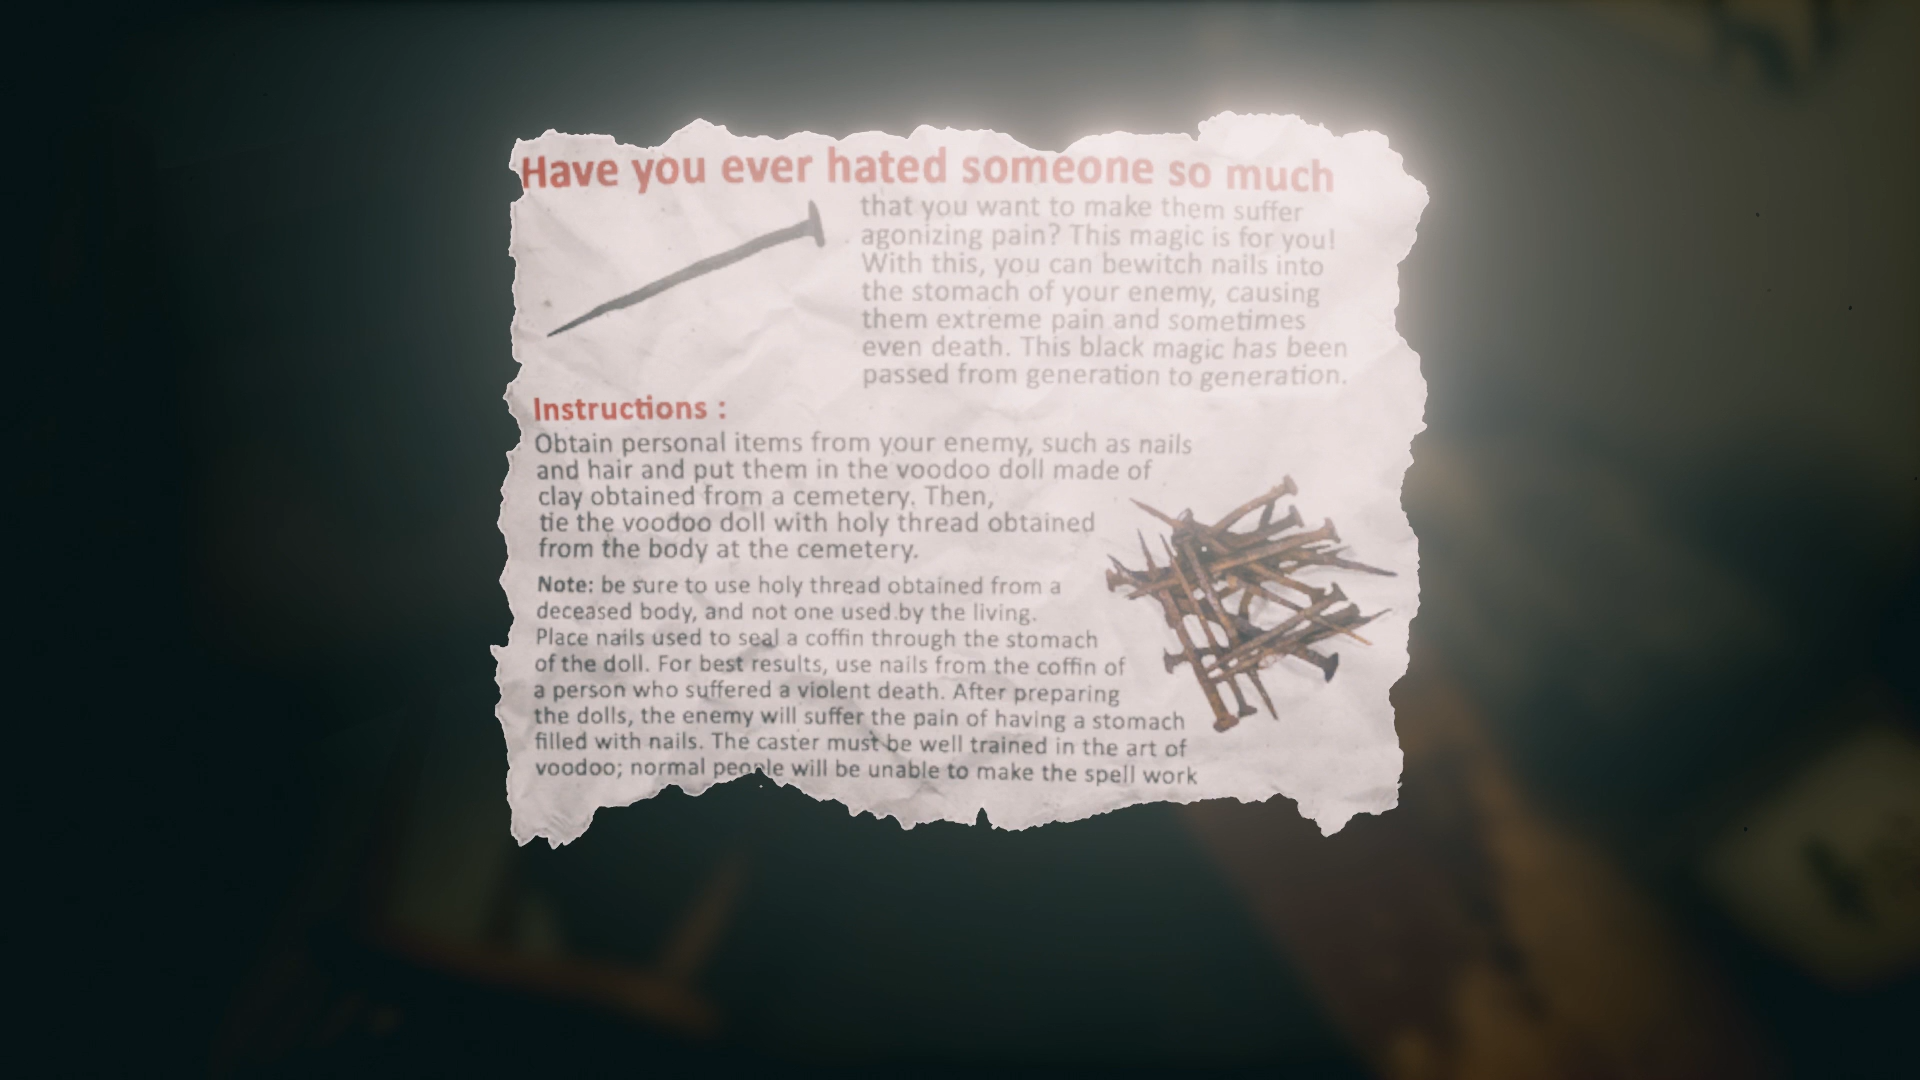 Have you ever hated someone so much
that you want to make them suffer
agonizing pain? This magic is for you!
With this, you can bewitch nails into
the stomach of your enemy, causing
them extreme pain and sometimes
even death. This black magic has been
passed from generation to generation.
Instructions :
Obtain personal items from your enemy, such as nails
and hair and put them in the voodoo doll made of
clay obtained from a cemetery. Then,
tie the voodoo doll with holy thread obtained
from the body at the cemetery.
Note: be sure to use holy thread obtained from a
deceased body, and not one used by the living.
Place nails used to seal a coffin through the stomach
of the doll. For best results, use nails from the coffin of
a person who suffered a violent death. After preparing
the dolls, the enemy will suffer the pain of having a stomach
filled with nails. The caster must be well trained in the art of
voodoo; normal people will be unable to make the spell work